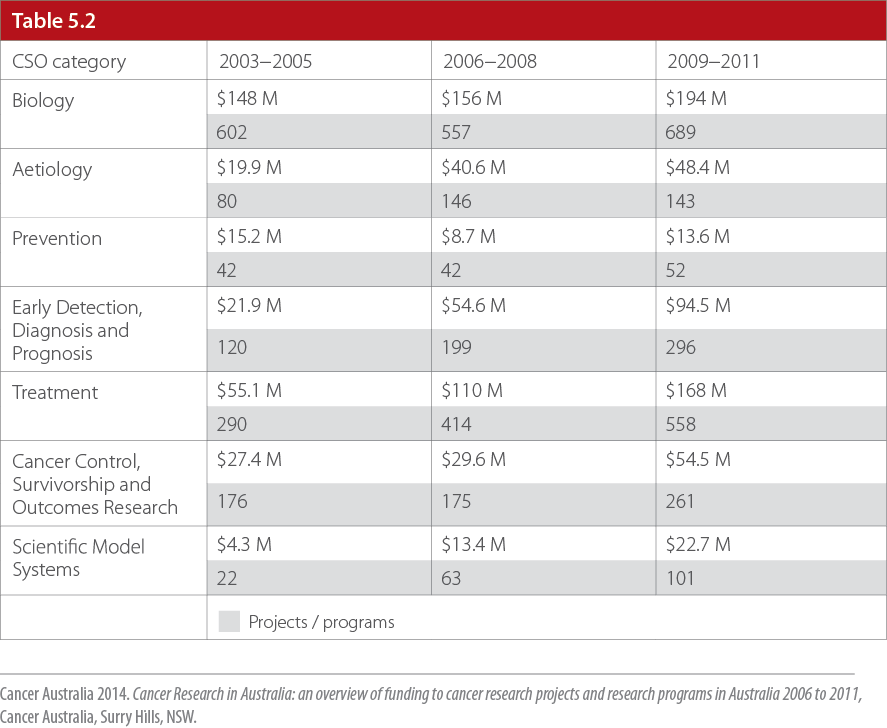 Table 5.2
CSO category 2003–2005 2006–2008 2009–2011
Biology $148 M $156 M $194 M
602 557 689
Aetiology $19.9 M $40.6 M $48.4 M
80 146 143
Prevention $15.2 M $8.7 M $13.6 M
42 42 52
Early Detection, $21.9 M $54.6 M $94.5 M
Diagnosis and
Prognosis 120 199 296
Treatment $55.1 M $110 M $168 M
290 414 558
Cancer Control, $27.4 M $29.6 M $54.5 M
Survivorship and
Outcomes Research 176 175 261
Scientific Model $4.3 M $13.4 M $22.7 M
Systems 22 63 101
Projects / programs
Cancer Australia 2014. Cancer Research in Australia: an overview of funding to cancer research projects and research programs in Australia 2006 to 2011,
Cancer Australia, Surry Hills, NSW.